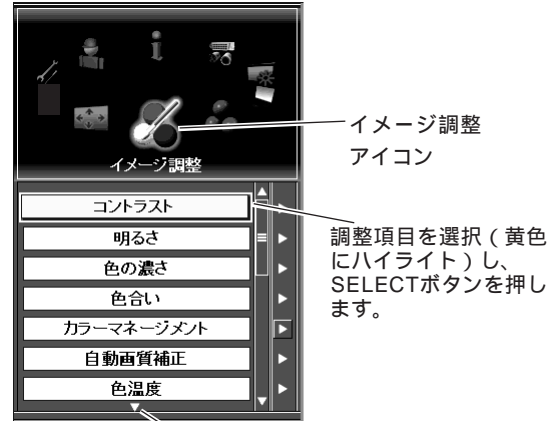 イメージ調整
コントラスト
明るさ
色の濃さ
色合い
カラーマネージメント
自動画質補正
色温度
イメージ調整
アイコン
調整項目を選択（黄色
にハイライト）し、
SELECTボタンを押し
ます。